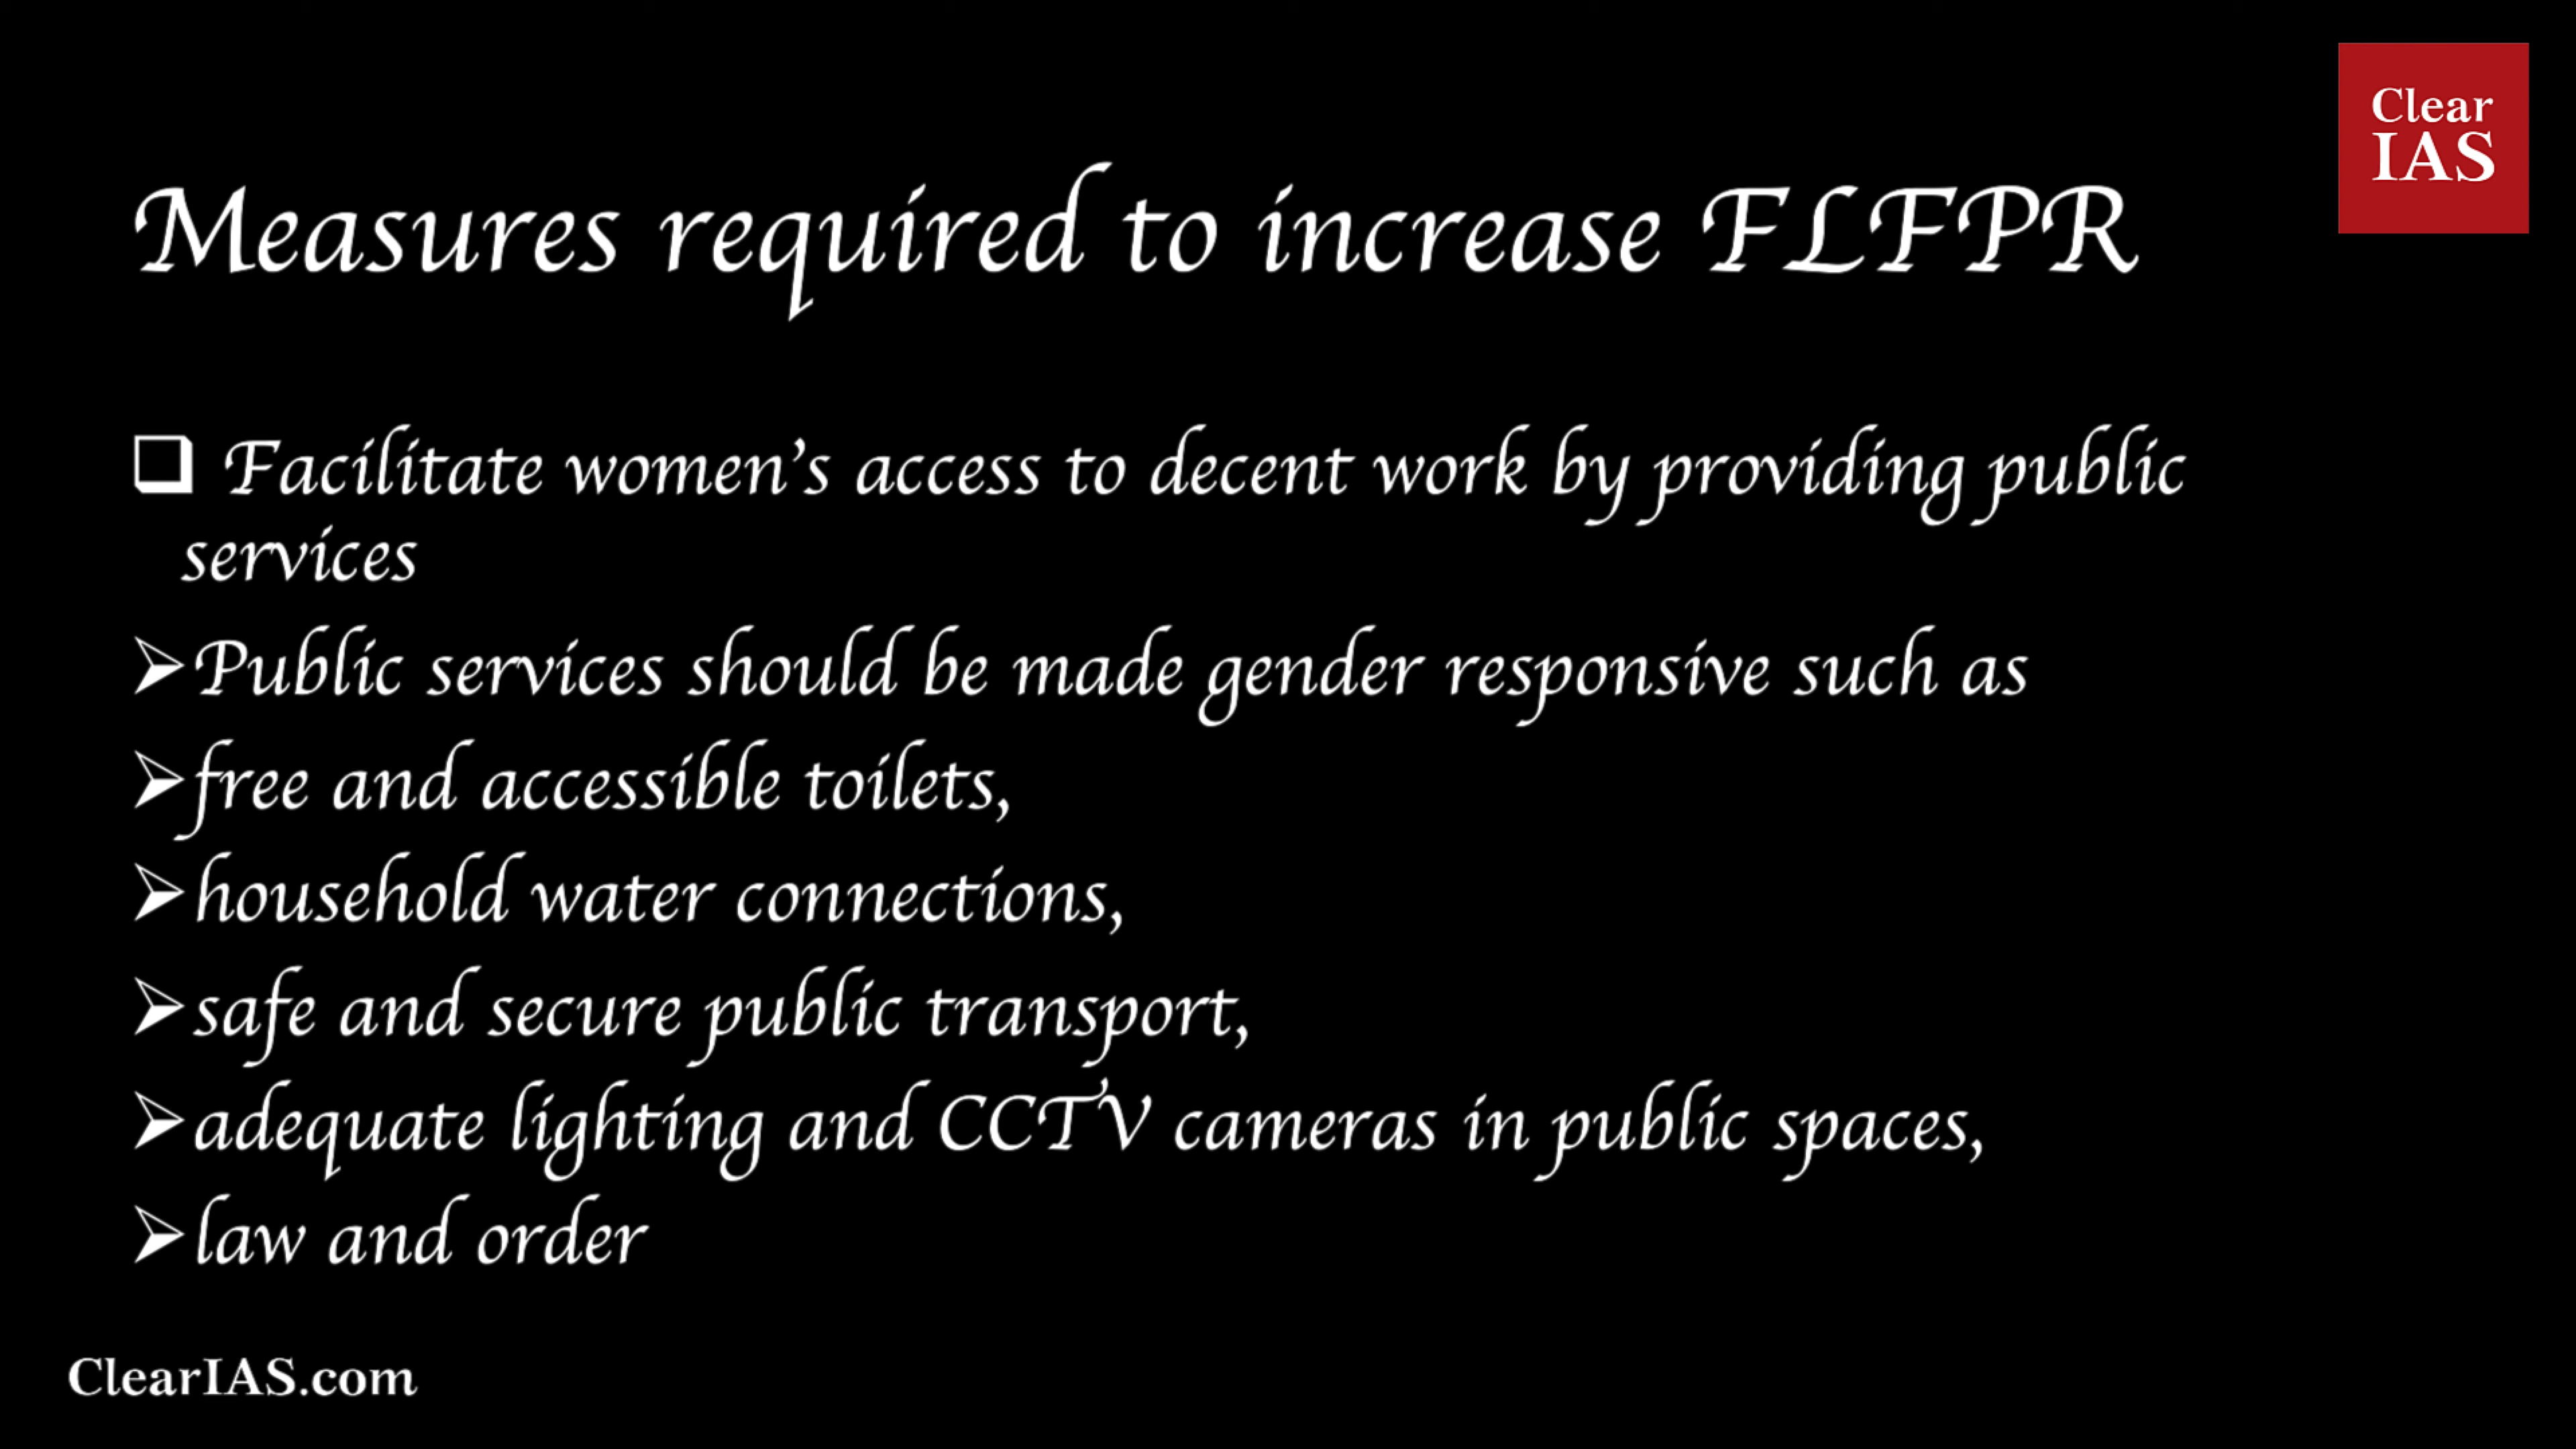 Clear
IAS
Measures required to increase FLFPR
❑ Facilitate women's access to decent work by providing public
services
➢Public services should be made gender responsive such as
➢free and accessible toilets,
➢household water connections,
➢safe and secure public transport,
➢adequate lighting and CCTV cameras in public spaces,
➢law and order
ClearIAS.com